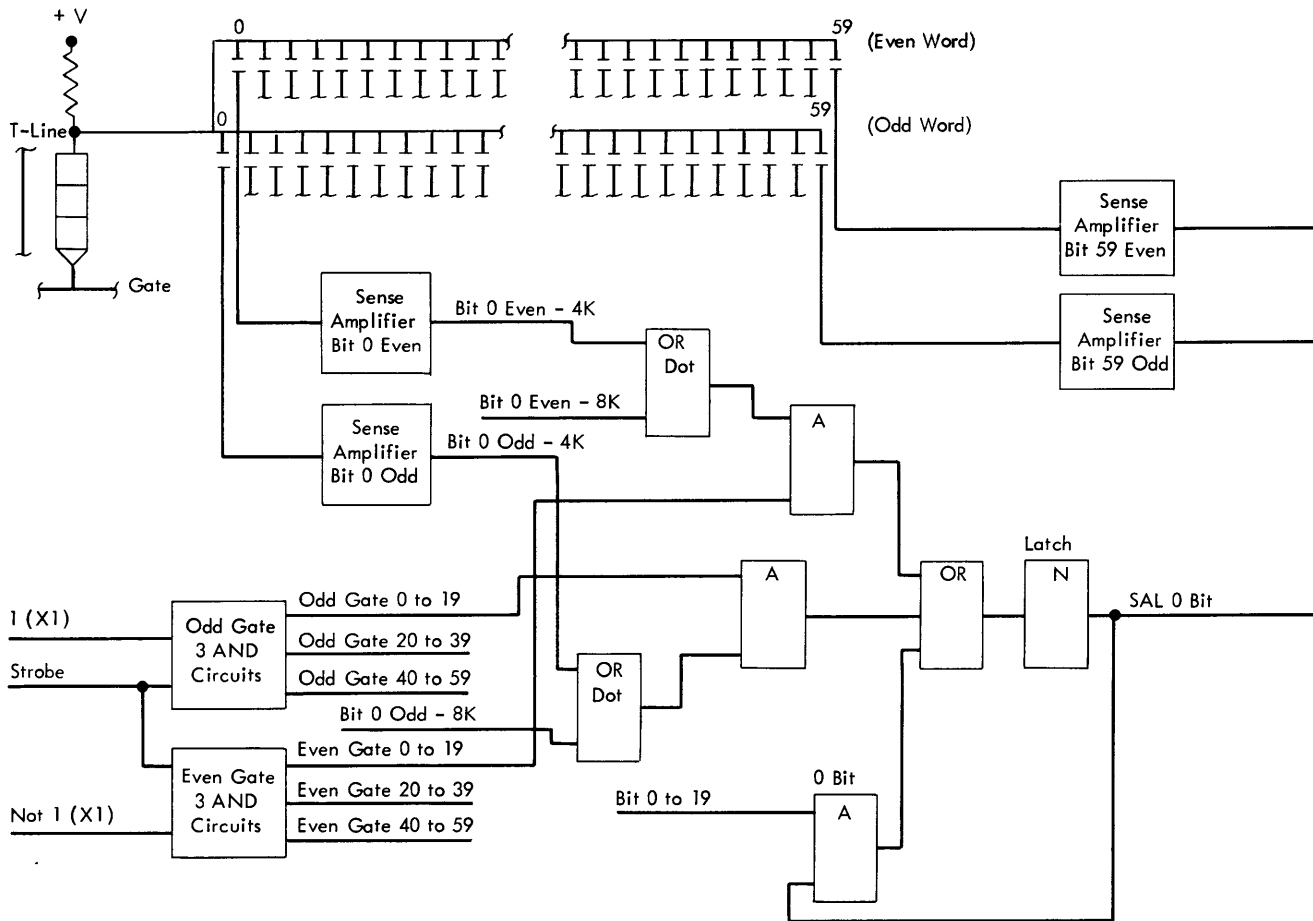 + V
0
59
(Even Word)
T-Line
0
59
(Odd Word)
Gate
Sense
Amplifier
Bit 59 Even
Sense
Amplifier
Bit 0 Even
Bit 0 Even - 4K
OR
Dot
Sense
Amplifier
Bit 59 Odd
Bit 0 Even - 8K
A
Sense
Amplifier
Bit 0 Odd
Bit 0 Odd - 4K
Latch
A
OR
N
1 (X1)
Odd Gate
3 AND
Circuits
Odd Gate 0 to 19
SAL 0 Bit
Strobe
Odd Gate 20 to 39
Odd Gate 40 to 59
OR
Dot
Bit 0 Odd - 8K
Even Gate
3 AND
Circuits
Even Gate 0 to 19
0 Bit
Even Gate 20 to 39
Bit 0 to 19
A
Not 1 (X1)
Even Gate 40 to 59